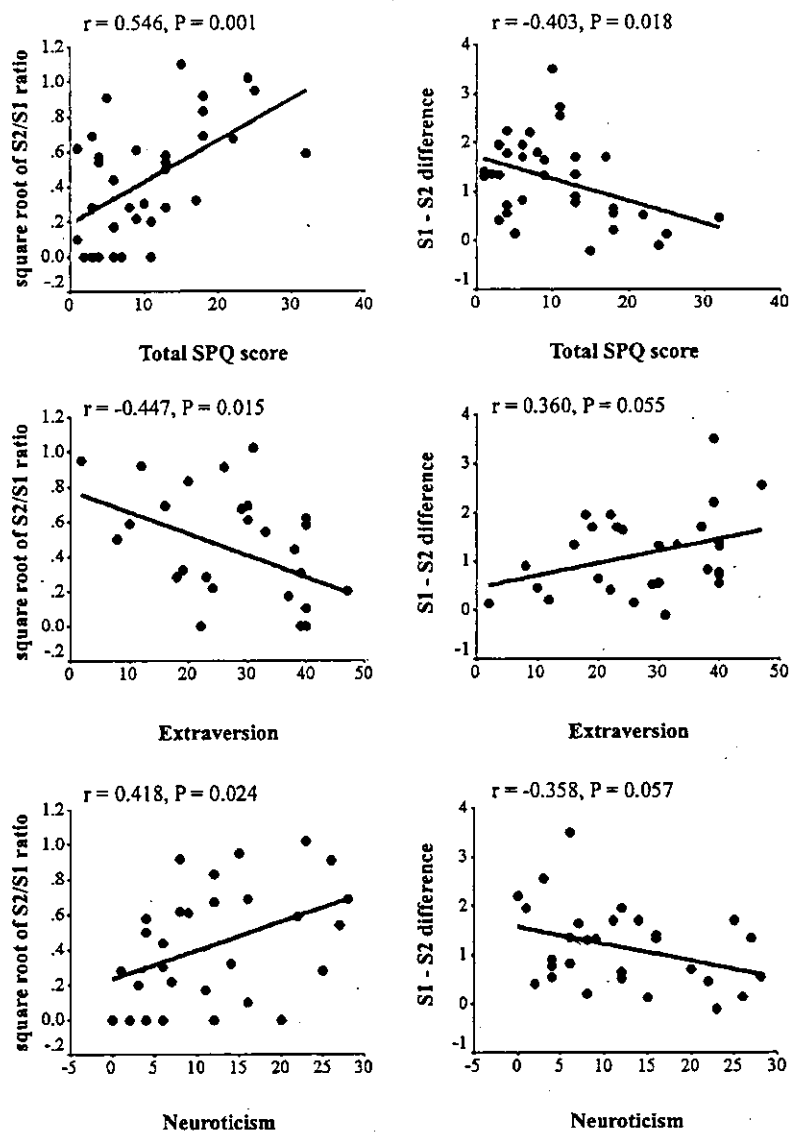 r = 0.546, P = 0.001
square root of S2/S1 ratio
1.2
1.0
.8
.6
.4
.2
0.0
-.2
0 10 20 30 40
Total SPQ score
r = -0.403, P = 0.018
S1 - S2 difference
4
3
2
1
0
-1
0 10 20 30 40
Total SPQ score
r = -0.447, P = 0.015
square root of S2/S1 ratio
1.2
1.0
.8
.6
.4
.2
0.0
-.2
0 10 20 30 40 50
Extraversion
r = 0.360, P = 0.055
S1 - S2 difference
4
3
2
1
0
-1
0 10 20 30 40 50
Extraversion
r = 0.418, P = 0.024
square root of S2/S1 ratio
1.2
1.0
.8
.6
.4
.2
0.0
-.2
-5 0 5 10 15 20 25 30
Neuroticism
r = -0.358, P = 0.057
S1 - S2 difference
4
3
2
1
0
-1
-5 0 5 10 15 20 25 30
Neuroticism